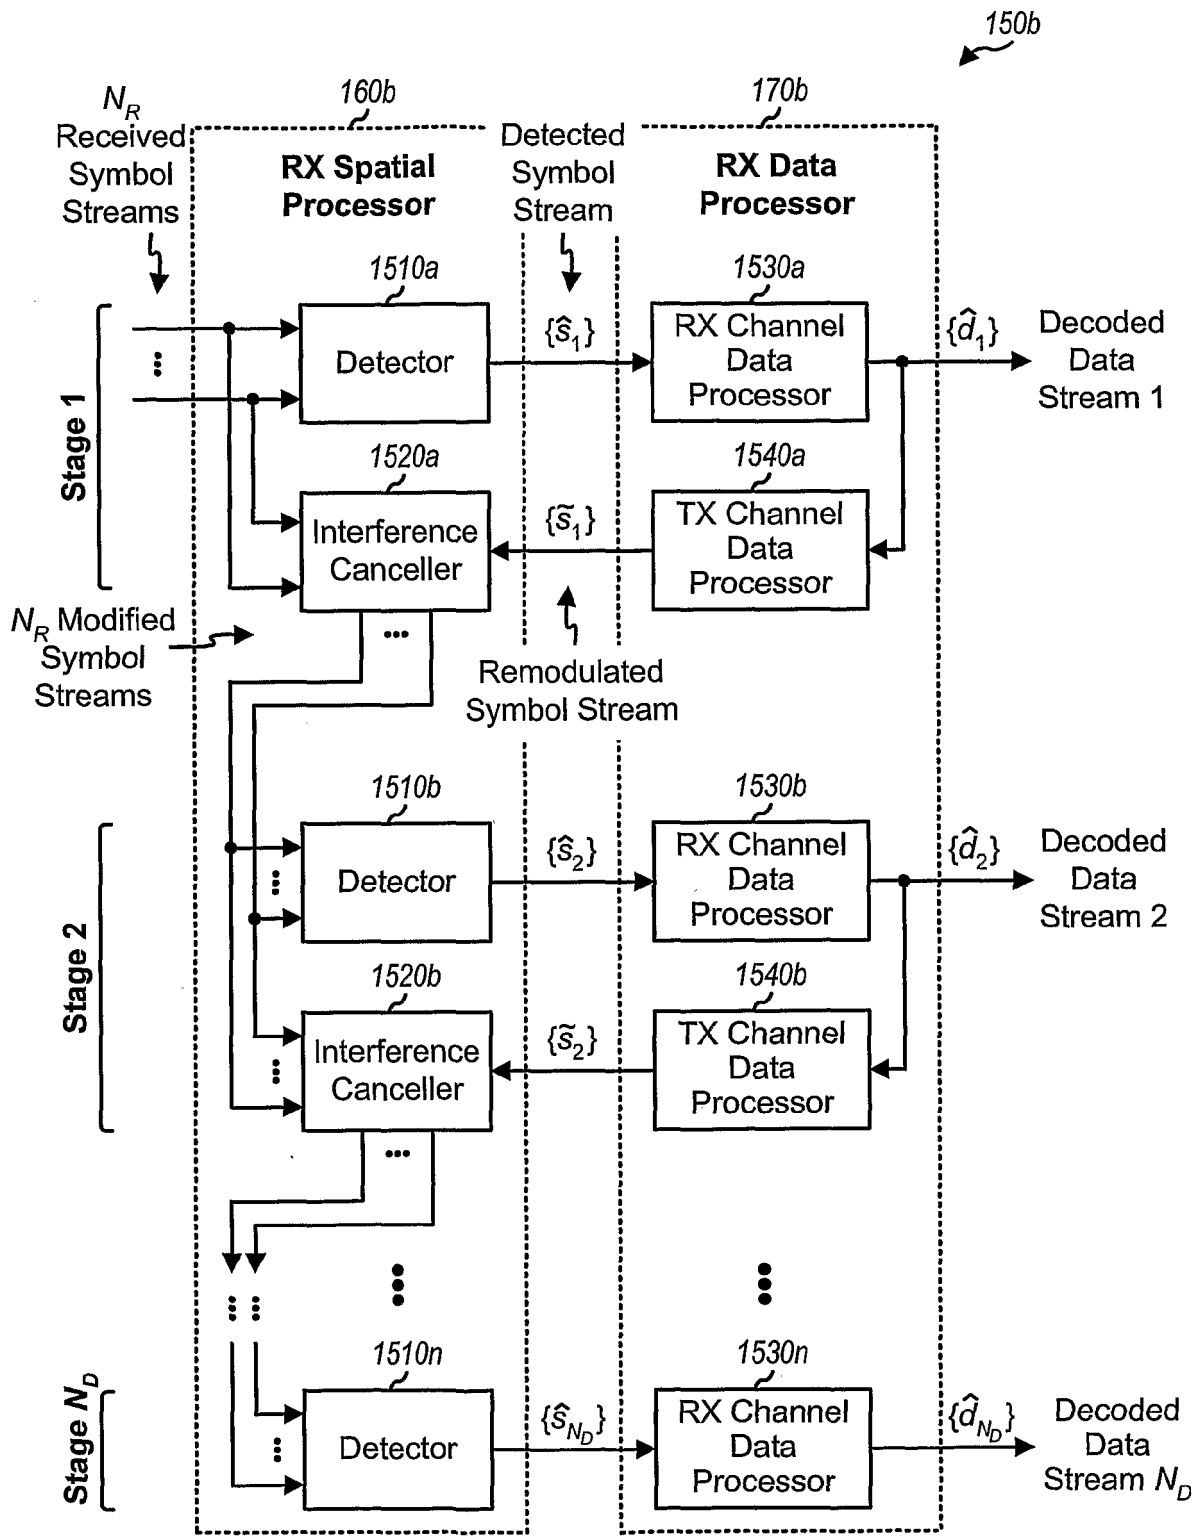 150b
N_R
Received
Symbol
Streams
160b
Detected
Symbol
Stream
170b
RX Spatial
Processor
RX Data
Processor
Stage 1
1510a
Detector
{ŝ_1}
1530a
RX Channel
Data
Processor
{d̂_1}
Decoded
Data
Stream 1
1520a
Interference
Canceller
{s̃_1}
1540a
TX Channel
Data
Processor
N_R Modified
Symbol
Streams
Remodulated
Symbol Stream
Stage 2
1510b
Detector
{ŝ_2}
1530b
RX Channel
Data
Processor
{d̂_2}
Decoded
Data
Stream 2
1520b
Interference
Canceller
{s̃_2}
1540b
TX Channel
Data
Processor
Stage N_D
1510n
Detector
{ŝ_{N_D}}
1530n
RX Channel
Data
Processor
{d̂_{N_D}}
Decoded
Data
Stream N_D